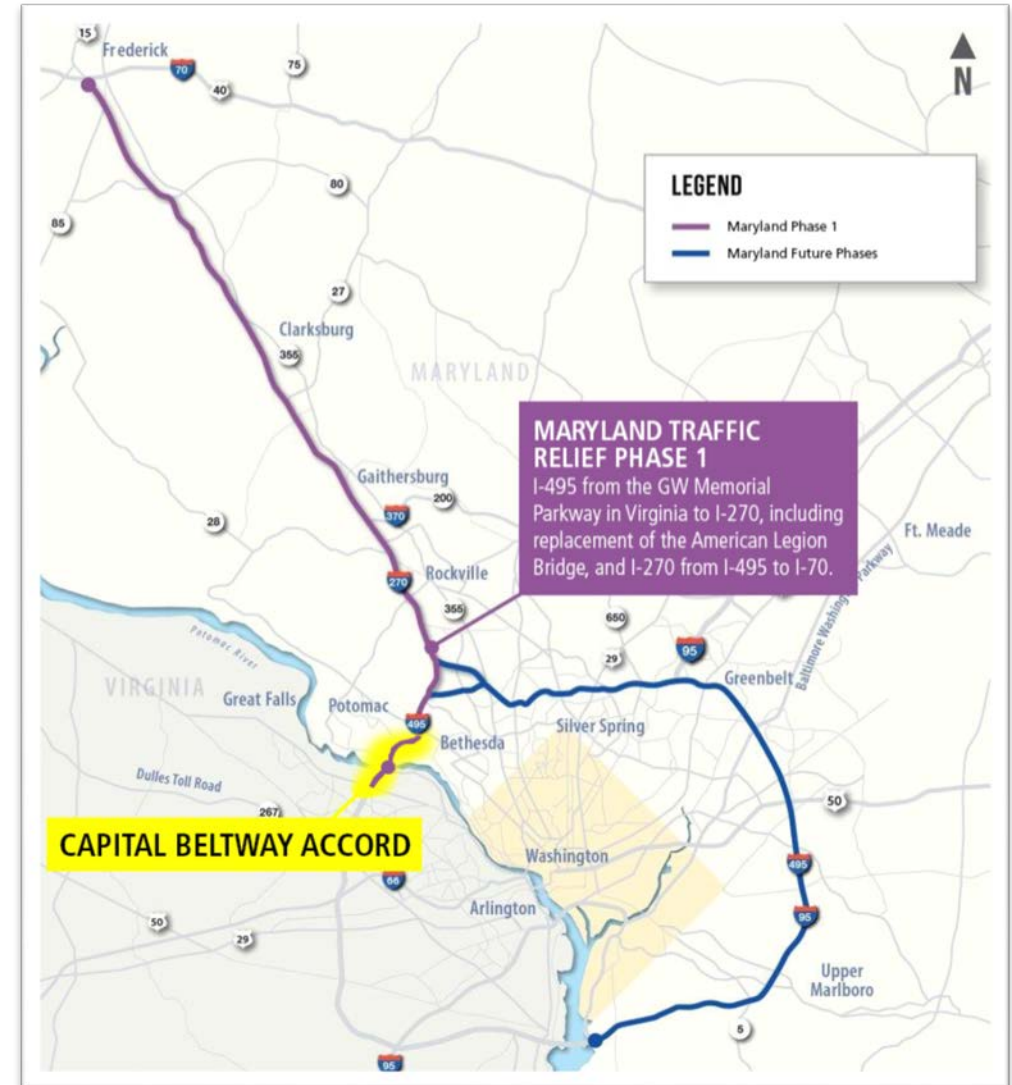 15
Frederick
70
75
40
N
LEGEND
Maryland Phase 1
Maryland Future Phases
80
85
27
Clarksburg
355
MARYLAND
MARYLAND TRAFFIC
RELIEF PHASE 1
I-495 from the GW Memorial
Parkway in Virginia to I-270, including
replacement of the American Legion
Bridge, and I-270 from I-495 to I-70.
Gaithersburg
200
370
28
Ft. Meade
270
Rockville
355
650
29
95
Baltimore Washington Parkway
Greenbelt
Potomac River
VIRGINIA
Great Falls
Potomac
495
Bethesda
Silver Spring
Dulles Toll Road
267
50
CAPITAL BELTWAY ACCORD
Washington
66
495
Arlington
95
50
29
Upper
Marlboro
5
95